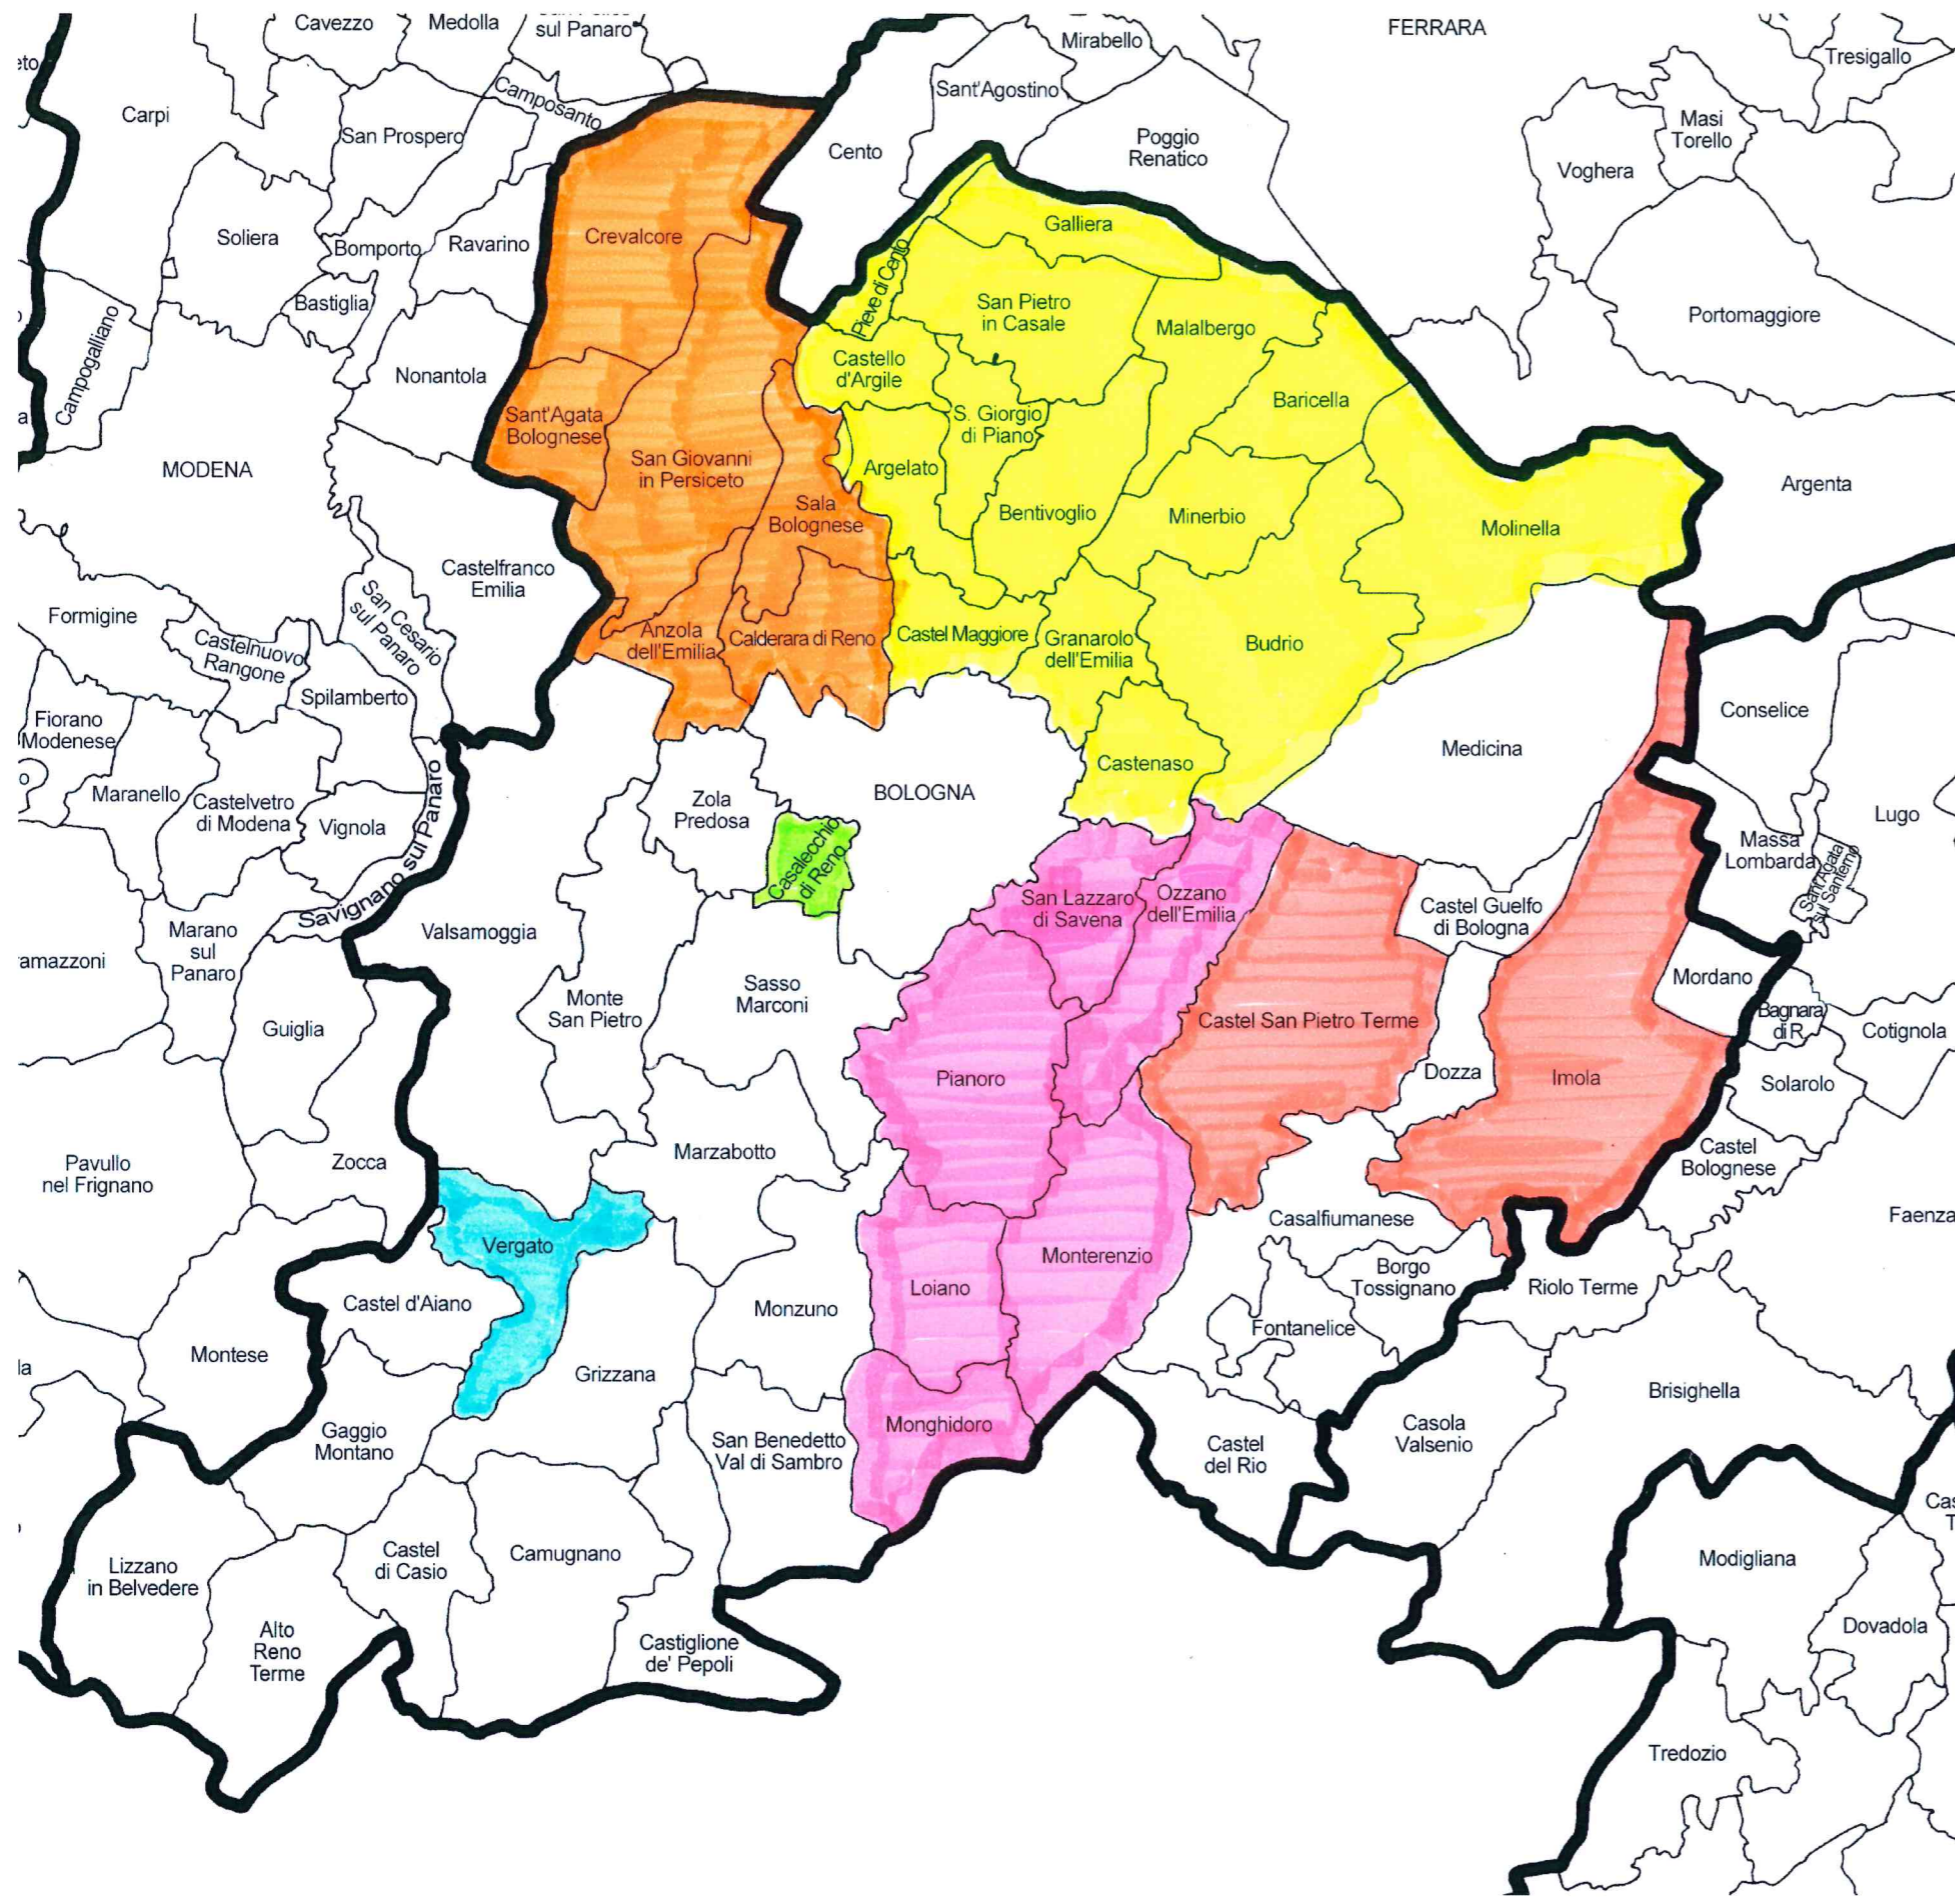 Cavezzo
Medolla
sul Panaro
Mirabello
FERRARA
Tresigallo
Carpi
Camposanto
Sant'Agostino
San Prospero
Cento
Poggio
Renatico
Masi
Torello
Voghera
Soliera
Bomporto
Ravarino
Crevalcore
Galliera
Pieve di Cento
Bastiglia
San Pietro
in Casale
Malalbergo
Portomaggiore
Campogalliano
Nonantola
Castello
d'Argile
Baricella
Sant'Agata
Bolognese
S. Giorgio
di Piano
MODENA
San Giovanni
in Persiceto
Argelato
Argenta
Sala
Bolognese
Bentivoglio
Minerbio
Molinella
Castelfranco
Emilia
San Cesario
sul Panaro
Formigine
Castelnuovo
Rangone
Anzola
dell'Emilia
Calderara di Reno
Castel Maggiore
Granarolo
dell'Emilia
Budrio
Spilamberto
Fiorano
Modenese
Conselice
Medicina
Castenaso
Maranello
Castelvetro
di Modena
Vignola
Savignano sul Panaro
Zola
Predosa
BOLOGNA
Lugo
Casalecchio
di Reno
Massa
Lombarda
Sant'Agata
sul Santerno
San Lazzaro
di Savena
Ozzano
dell'Emilia
Castel Guelfo
di Bologna
Marano
sul
Panaro
Valsamoggia
amazzoni
Mordano
Sasso
Marconi
Monte
San Pietro
Guiglia
Castel San Pietro Terme
Bagnara
di R.
Cotignola
Pianoro
Dozza
Imola
Solarolo
Marzabotto
Zocca
Pavullo
nel Frignano
Castel
Bolognese
Casalfiumanese
Faenza
Vergato
Monterenzio
Borgo
Tossignano
Riolo Terme
Loiano
Castel d'Aiano
Monzuno
Fontanelice
Montese
Grizzana
Brisighella
Monghidoro
Gaggio
Montano
San Benedetto
Val di Sambro
Castel
del Rio
Casola
Valsenio
Lizzano
in Belvedere
Castel
di Casio
Camugnano
Modigliana
Alto
Reno
Terme
Castiglione
de' Pepoli
Dovadola
Tredozio